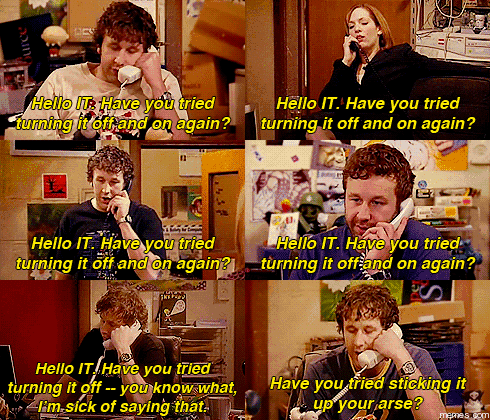 Hello IT. Have you tried
turning it off and on again?
Hello IT. Have you tried
turning it off and on again?
Hello IT. Have you tried
turning it off and on again?
Hello IT. Have you tried
turning it off and on again?
Hello IT. Have you tried
turning it off -- you know what,
I'm sick of saying that.
Have you tried sticking it
up your arse?
memes.com